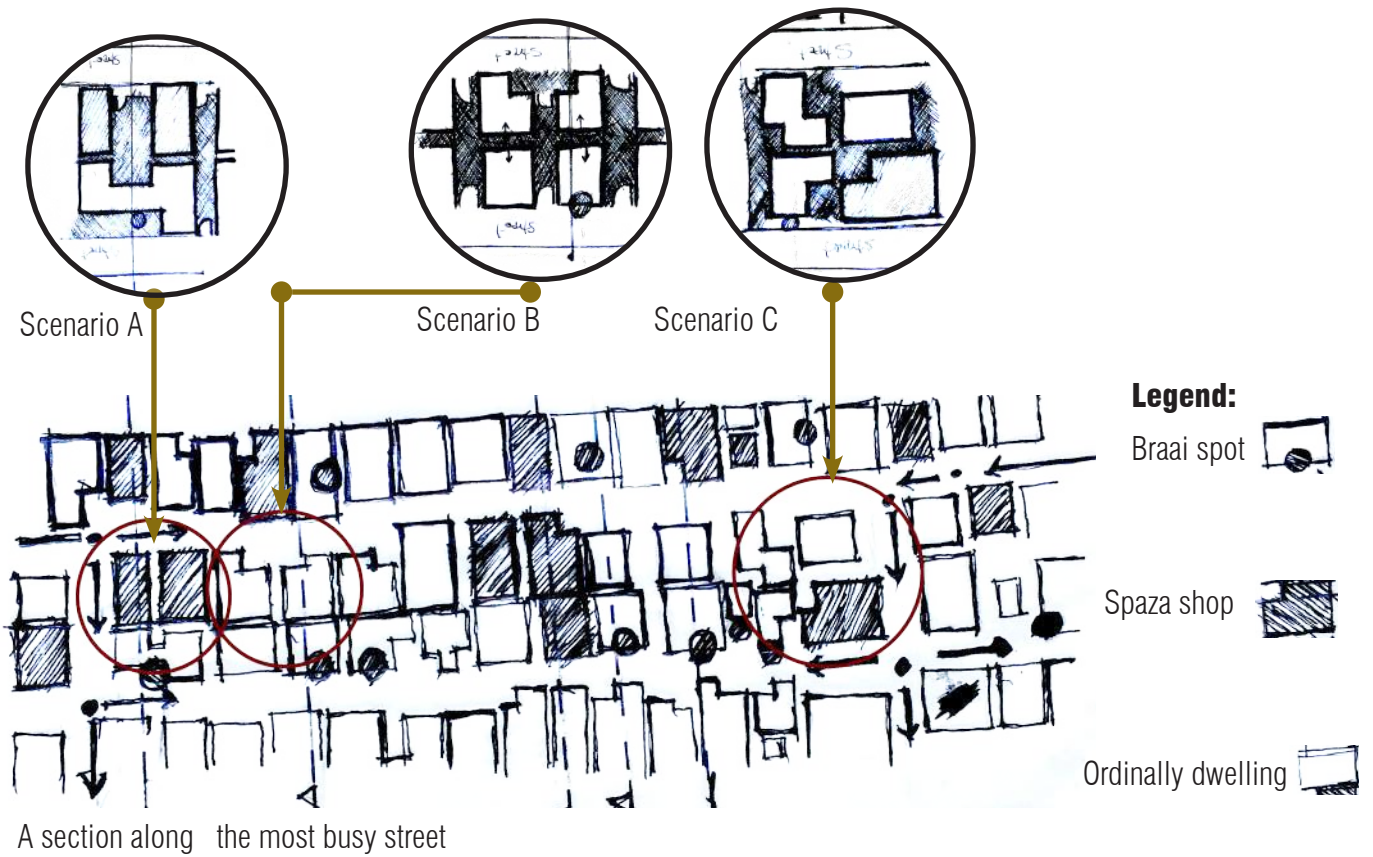 Scenario A
Scenario B
Scenario C
Legend:
Braai spot
Spaza shop
Ordinally dwelling
A section along the most busy street